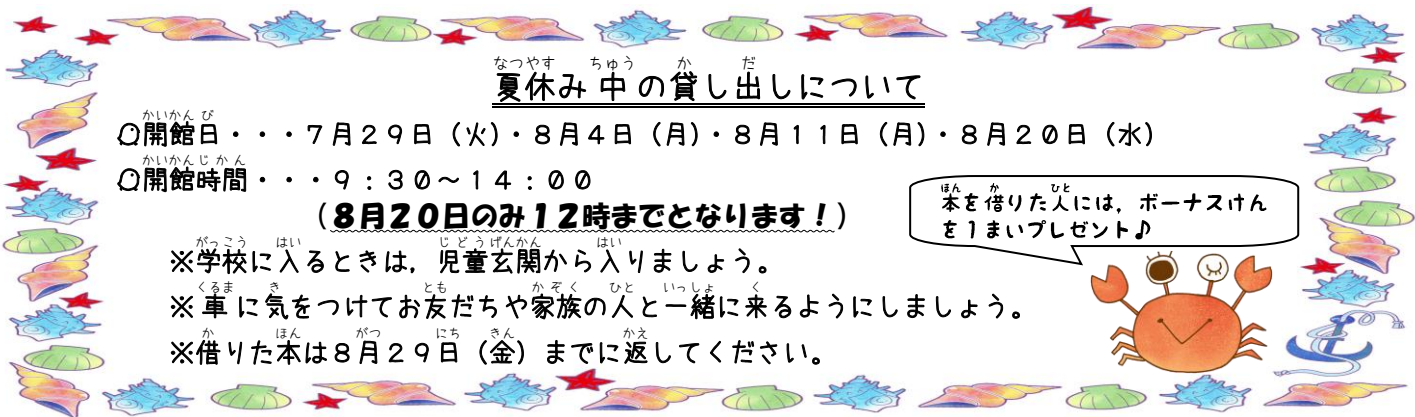 夏休み中の貸し出しについて
開館日・・・７月２９日（火）・８月４日（月）・８月１１日（月）・８月２０日（水）
開館時間・・・９：３０～１４：００
（８月２０日のみ１２時までとなります！）
本を借りた人には，ボーナスけん
を１まいプレゼント♪
※学校に入るときは，児童玄関から入りましょう。
※車に気をつけてお友だちや家族の人と一緒に来るようにしましょう。
※借りた本は８月２９日（金）までに返してください。